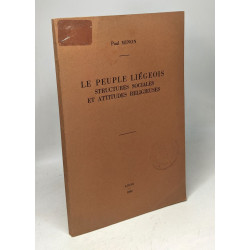 Paul MINON
LE PEUPLE LIÉGEOIS
STRUCTURES SOCIALES
ET ATTITUDES RELIGIEUSES